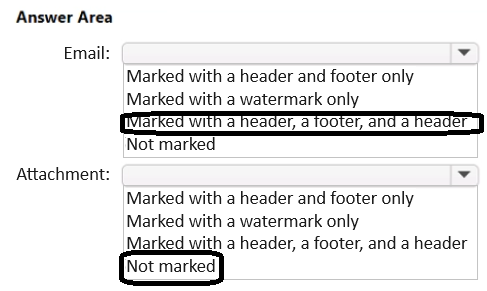 Answer Area
Email:
Marked with a header and footer only
Marked with a watermark only
Marked with a header, a footer, and a header
Not marked
Attachment:
Marked with a header and footer only
Marked with a watermark only
Marked with a header, a footer, and a header
Not marked